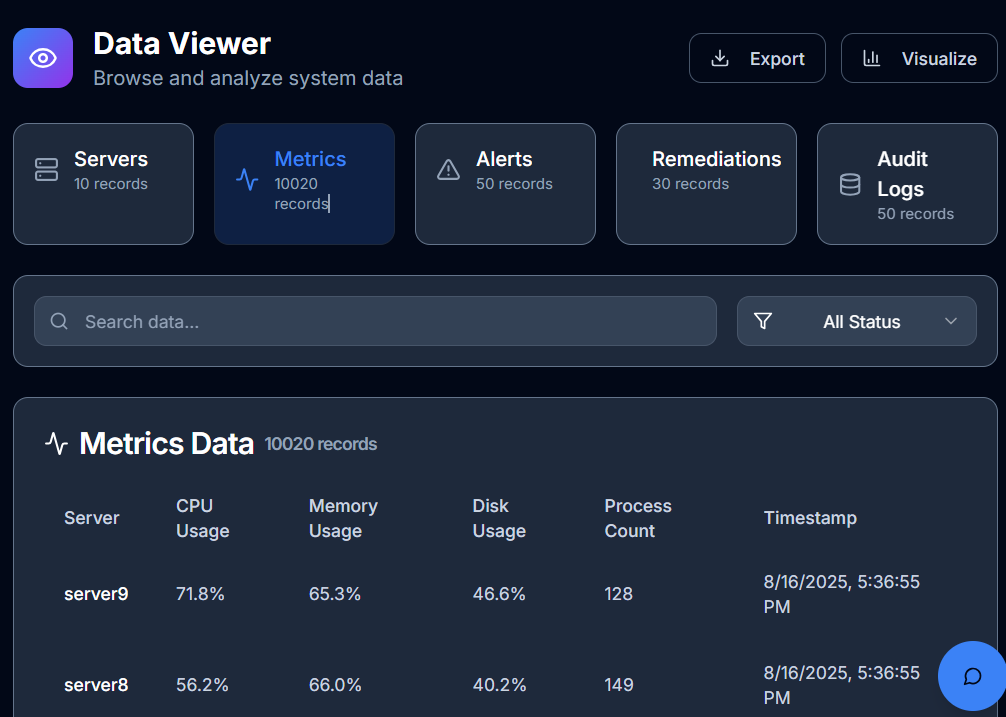 Data Viewer
Browse and analyze system data
Export
Visualize
Servers
10 records
Metrics
10020
records
Alerts
50 records
Remediations
30 records
Audit
Logs
50 records
Search data...
All Status
Metrics Data 10020 records
Server
CPU
Usage
Memory
Usage
Disk
Usage
Process
Count
Timestamp
server9 71.8% 65.3% 46.6% 128 8/16/2025, 5:36:55
PM
server8 56.2% 66.0% 40.2% 149 8/16/2025, 5:36:55
PM